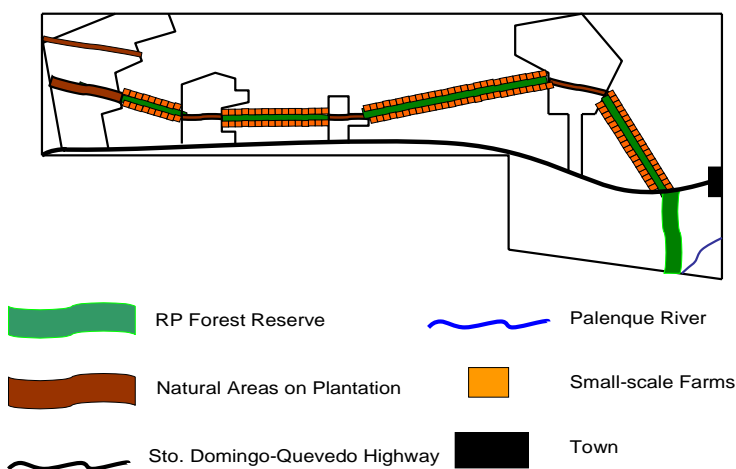 RP Forest Reserve
Palenque River
Natural Areas on Plantation
Small-scale Farms
Sto. Domingo-Quevedo Highway
Town